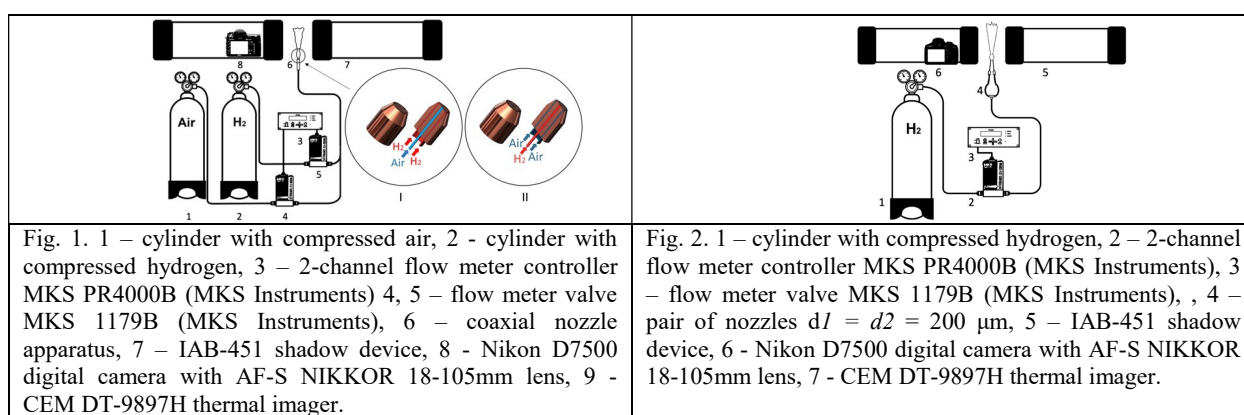 8
6
7
Air
H2
3
5
H2
Air
H2
Air
H2
Air
1
2
4
I
II
6
5
4
H2
3
1
2
Fig. 1. 1 – cylinder with compressed air, 2 - cylinder with
compressed hydrogen, 3 – 2-channel flow meter controller
MKS PR4000B (MKS Instruments) 4, 5 – flow meter valve
MKS 1179B (MKS Instruments), 6 – coaxial nozzle
apparatus, 7 – IAB-451 shadow device, 8 - Nikon D7500
digital camera with AF-S NIKKOR 18-105mm lens, 9 -
CEM DT-9897H thermal imager.
Fig. 2. 1 – cylinder with compressed hydrogen, 2 – 2-channel
flow meter controller MKS PR4000B (MKS Instruments), 3
– flow meter valve MKS 1179B (MKS Instruments), , 4 –
pair of nozzles d1 = d2 = 200 μm, 5 – IAB-451 shadow
device, 6 - Nikon D7500 digital camera with AF-S NIKKOR
18-105mm lens, 7 - CEM DT-9897H thermal imager.